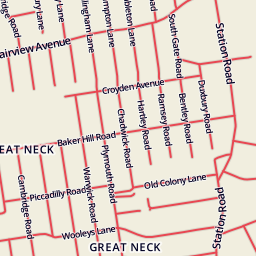 Fairview Avenue
Station Road
South Gate Road
Croyden Avenue
Duxbury Road
Bentley Road
Ramsey Road
Hartley Road
Chadwick Road
Baker Hill Road
GREAT NECK
Plymouth Road
Warwick Road
Cambridge Road
Piccadilly Road
Old Colony Lane
Wooleys Lane
Station Road
GREAT NECK